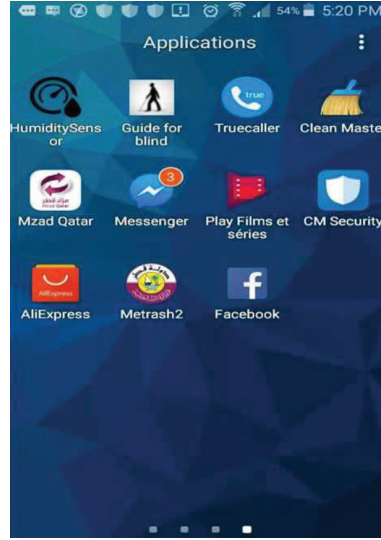 54% 5:20 PM
Applications
HumiditySens
or
Guide for
blind
true
Truecaller
Clean Maste
Mzad Qatar
3
Messenger
Play Films et
séries
CM Security
AliExpress
AliExpress
Metrash2
Facebook